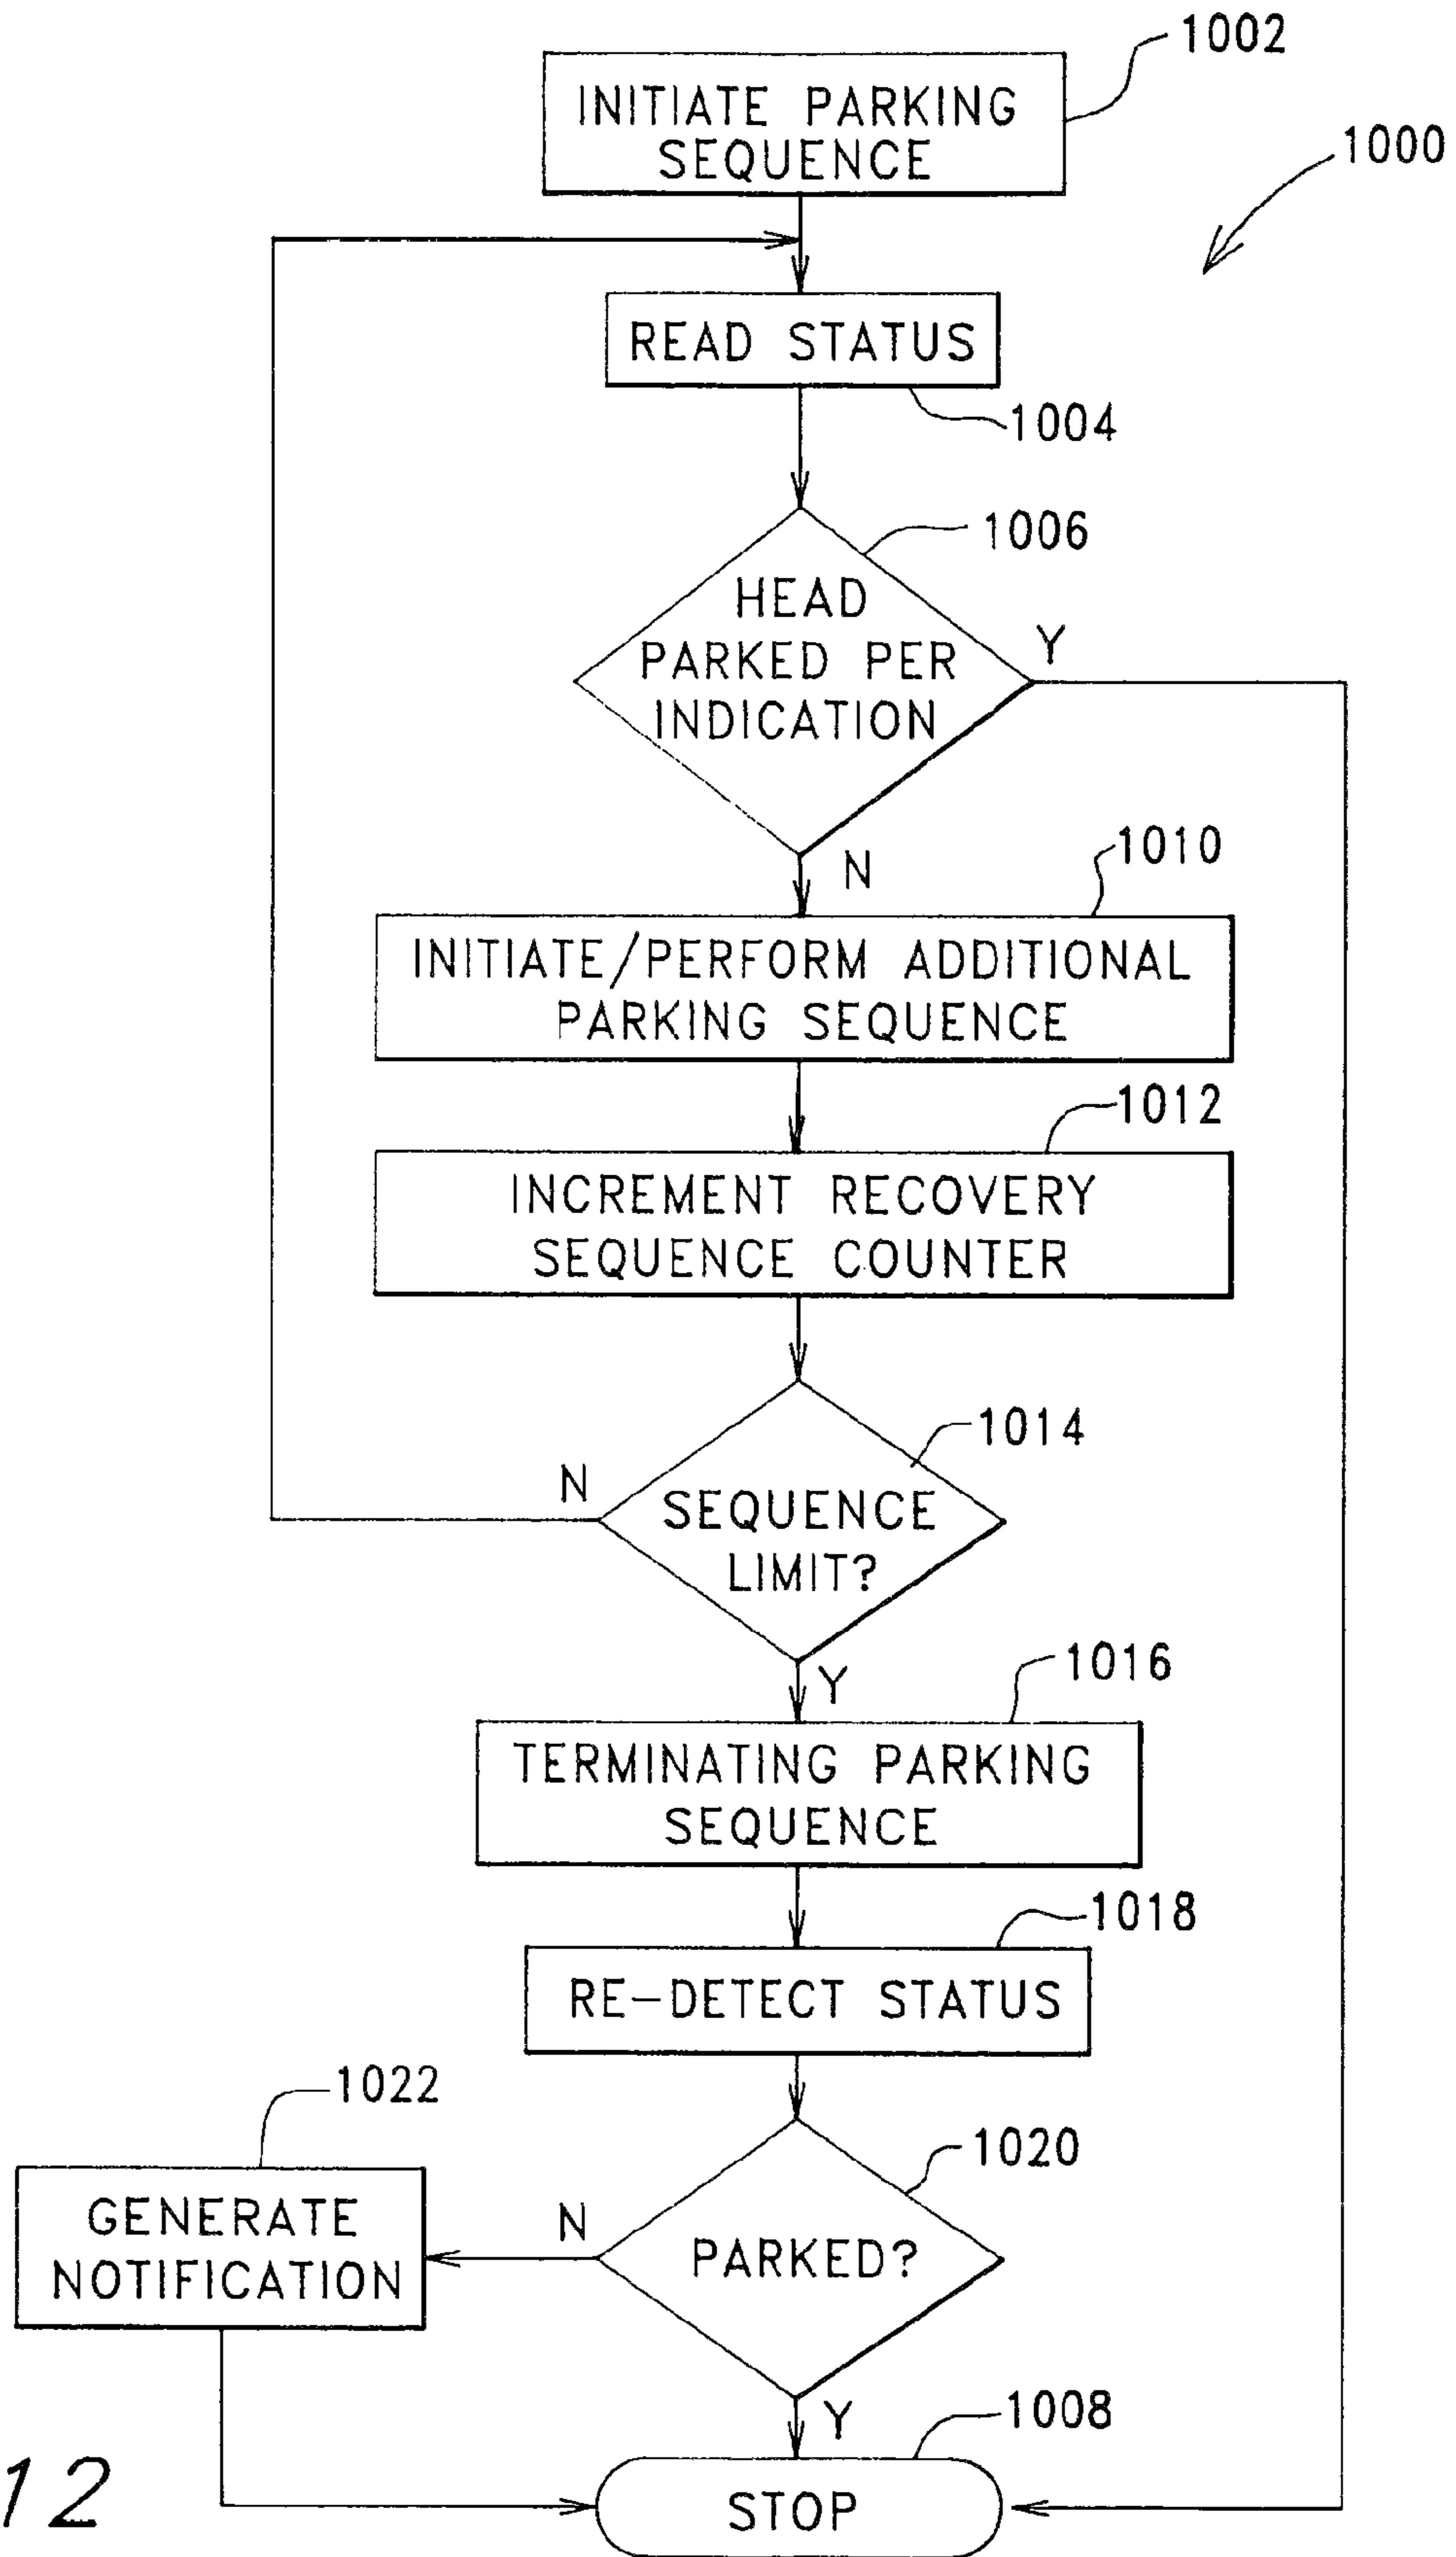 1002
INITIATE PARKING
SEQUENCE
1000
READ STATUS
1004
1006
HEAD
PARKED PER
INDICATION
Y
N
1010
INITIATE/PERFORM ADDITIONAL
PARKING SEQUENCE
1012
INCREMENT RECOVERY
SEQUENCE COUNTER
1014
N
SEQUENCE
LIMIT?
Y
1016
TERMINATING PARKING
SEQUENCE
1018
RE-DETECT STATUS
1022
1020
GENERATE
NOTIFICATION
N
PARKED?
Y
1008
STOP
12